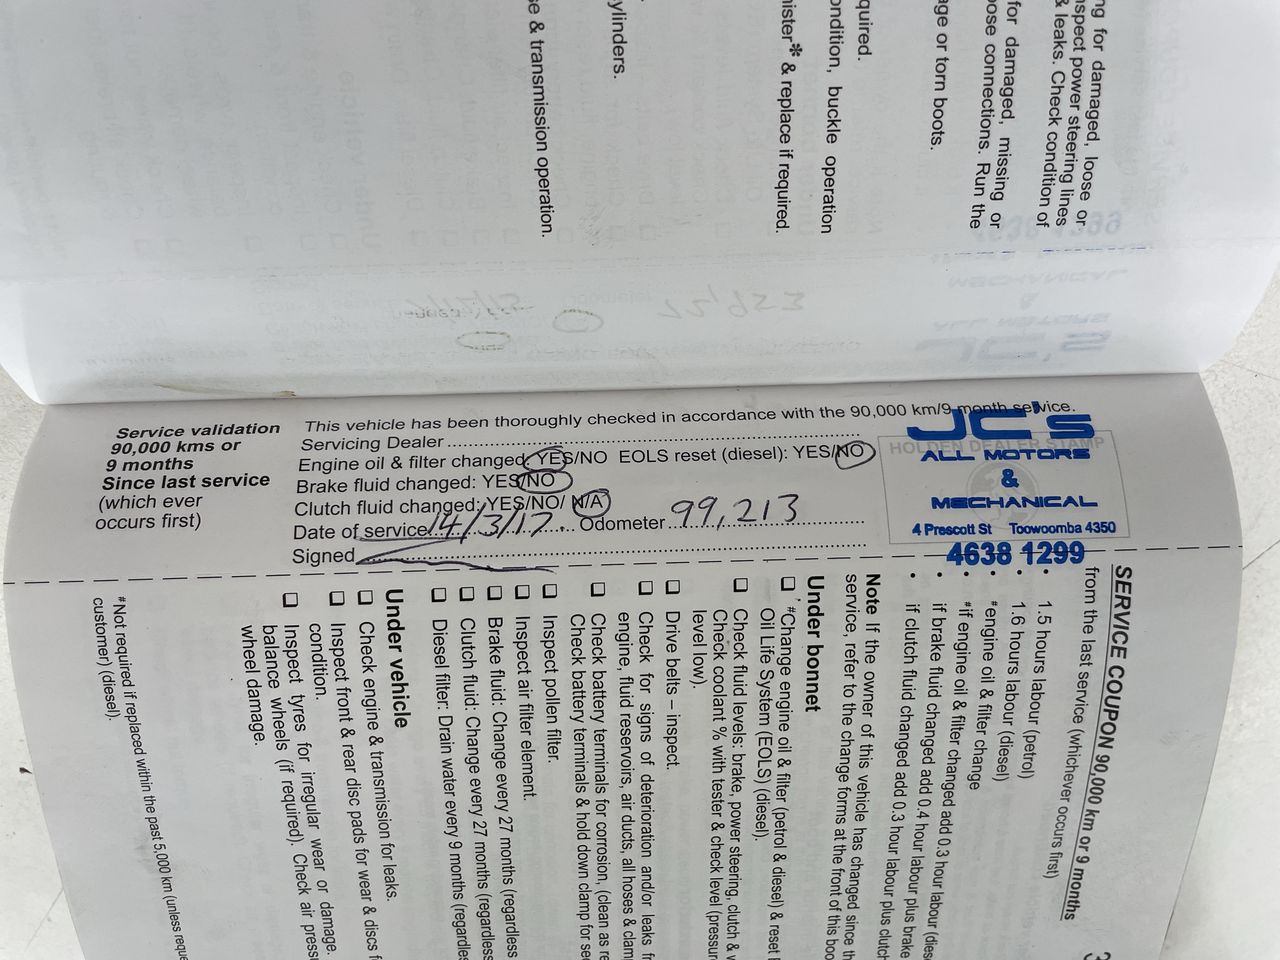 ng for damaged, loose or
nspect power steering lines
& leaks. Check condition of
for damaged, missing or
oose connections. Run the
age or torn boots.
quired.
ondition, buckle operation
nister* & replace if required.
ylinders.
se & transmission operation.
Service validation
90,000 kms or
9 months
Since last service
(which ever
occurs first)
This vehicle has been thoroughly checked in accordance with the 90,000 km/9 month service.
Servicing Dealer
Engine oil & filter changed: YES/NO EOLS reset (diesel): YES/NO
Brake fluid changed: YES/NO
Clutch fluid changed: YES/NO/ N/A
Date of service 14/3/17 Odometer 99,213
Signed
HOLDEN DEALER STAMP
JC's
ALL MOTORS
&
MECHANICAL
4 Prescott St Toowoomba 4350
4638 1299
SERVICE COUPON 90,000 km or 9 months
from the last service (whichever occurs first)
• 1.5 hours labour (petrol)
• 1.6 hours labour (diesel)
• #engine oil & filter change
• #if engine oil & filter changed add 0.3 hour labour (diese
• if brake fluid changed add 0.4 hour labour plus brake
• if clutch fluid changed add 0.3 hour labour plus clutch
Note If the owner of this vehicle has changed since th
service, refer to the change forms at the front of this boo
Under bonnet
❑ #Change engine oil & filter (petrol & diesel) & reset
Oil Life System (EOLS) (diesel).
❑ Check fluid levels: brake, power steering, clutch & w
Check coolant % with tester & check level (pressur
level low).
❑ Drive belts – inspect.
❑ Check for signs of deterioration and/or leaks fr
engine, fluid reservoirs, air ducts, all hoses & clam
❑ Check battery terminals for corrosion, (clean as re
Check battery terminals & hold down clamp for sec
❑ Inspect pollen filter.
❑ Inspect air filter element.
❑ Brake fluid: Change every 27 months (regardless
❑ Clutch fluid: Change every 27 months (regardless
❑ Diesel filter: Drain water every 9 months (regardles
Under vehicle
❑ Check engine & transmission for leaks.
❑ Inspect front & rear disc pads for wear & discs f
condition.
❑ Inspect tyres for irregular wear or damage.
balance wheels (if required). Check air pressu
wheel damage.
#Not required if replaced within the past 5,000 km (unless reque
customer) (diesel).